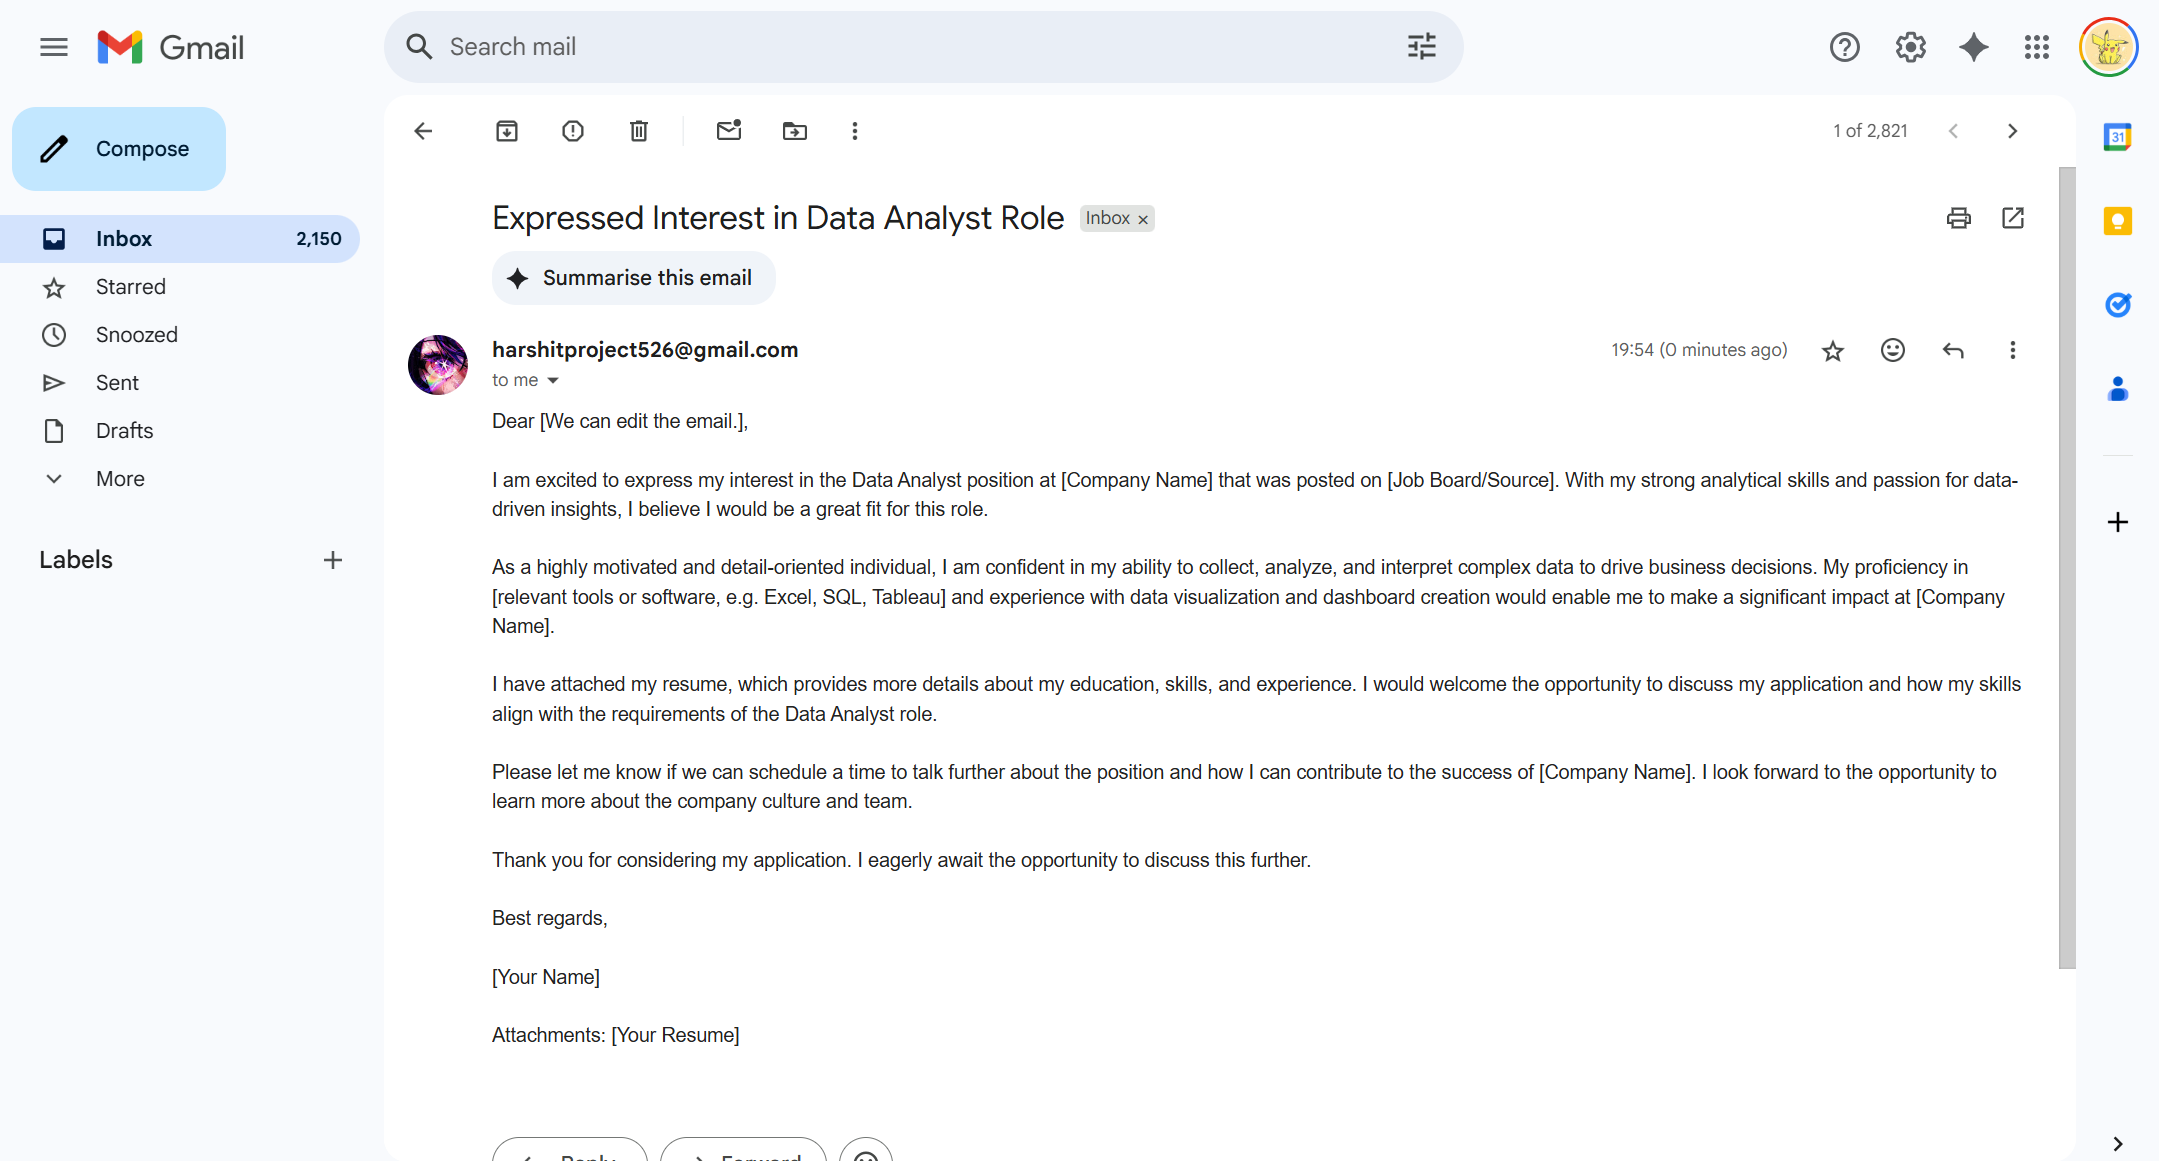 Gmail
Search mail
Compose
1 of 2,821
Inbox 2,150
Starred
Snoozed
Sent
Drafts
More
Labels
31
Expressed Interest in Data Analyst Role Inbox ×
Summarise this email
harshitproject526@gmail.com
19:54 (0 minutes ago)
to me
Dear [We can edit the email.],
I am excited to express my interest in the Data Analyst position at [Company Name] that was posted on [Job Board/Source]. With my strong analytical skills and passion for data-
driven insights, I believe I would be a great fit for this role.
As a highly motivated and detail-oriented individual, I am confident in my ability to collect, analyze, and interpret complex data to drive business decisions. My proficiency in
[relevant tools or software, e.g. Excel, SQL, Tableau] and experience with data visualization and dashboard creation would enable me to make a significant impact at [Company
Name].
I have attached my resume, which provides more details about my education, skills, and experience. I would welcome the opportunity to discuss my application and how my skills
align with the requirements of the Data Analyst role.
Please let me know if we can schedule a time to talk further about the position and how I can contribute to the success of [Company Name]. I look forward to the opportunity to
learn more about the company culture and team.
Thank you for considering my application. I eagerly await the opportunity to discuss this further.
Best regards,
[Your Name]
Attachments: [Your Resume]
Reply
Forward